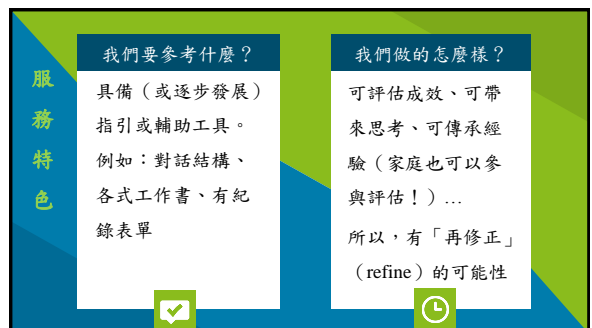 服
務
特
色
我們要參考什麼？
具備（或逐步發展）
指引或輔助工具。
例如：對話結構、
各式工作書、有紀
錄表單
我們做的怎麼樣？
可評估成效、可帶
來思考、可傳承經
驗（家庭也可以參
與評估！）…
所以，有「再修正」
（refine）的可能性